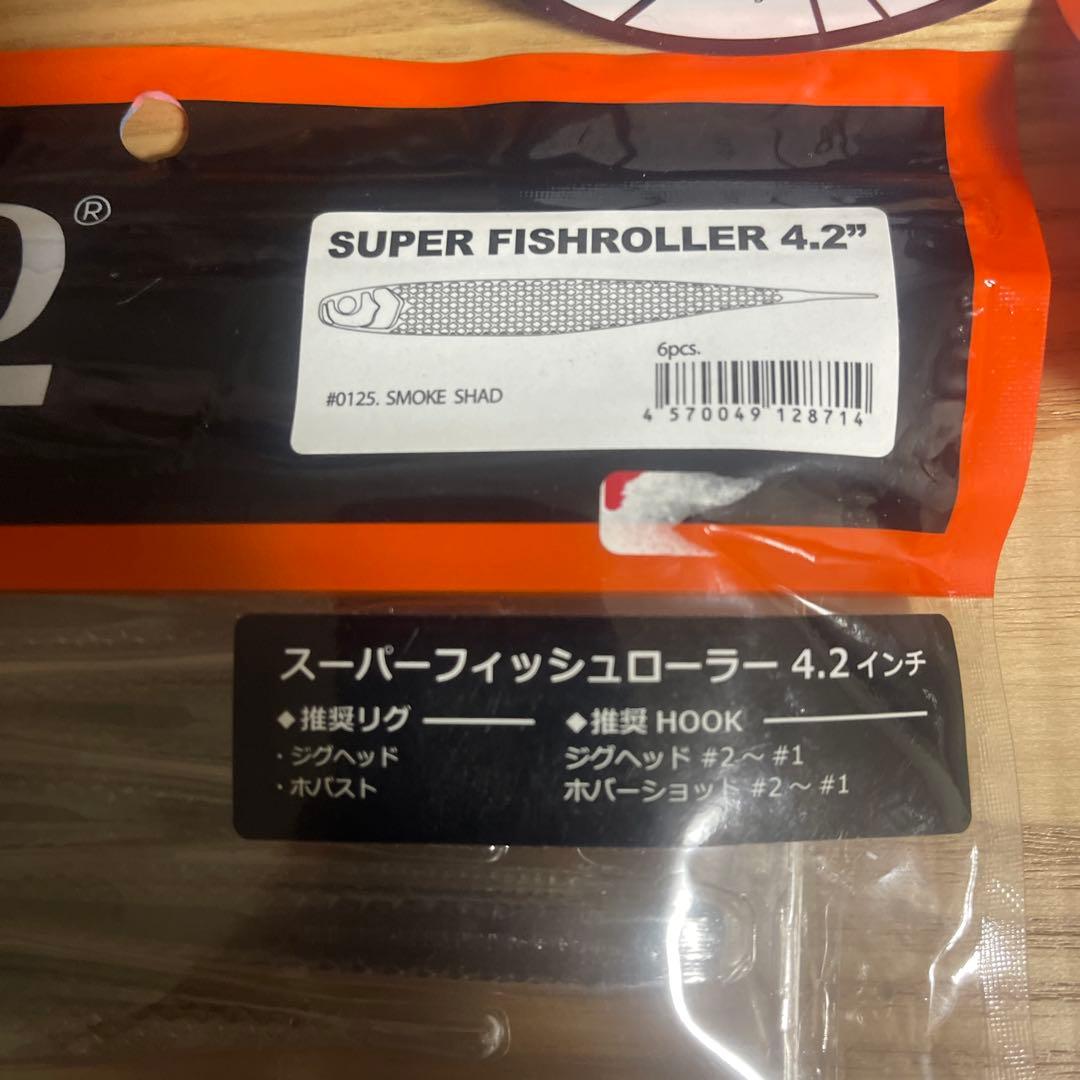 2®
SUPER FISHROLLER 4.2”
6pcs.
#0125. SMOKE SHAD
4 570049 128714
スーパーフィッシュローラー 4.2インチ
◆推奨リグ
・ジグヘッド
・ホバスト
◆推奨 HOOK
ジグヘッド #2～#1
ホバーショット #2～#1